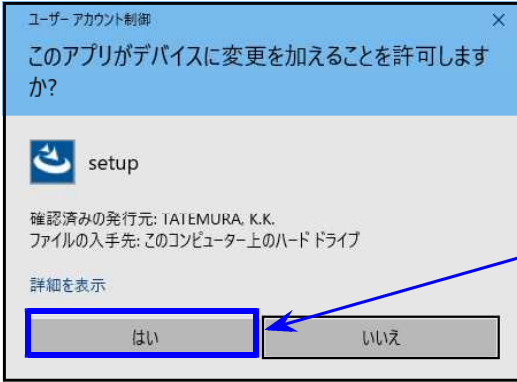 ユーザー アカウント制御
このアプリがデバイスに変更を加えることを許可します
か?
setup
確認済みの発行元: TATEMURA, K.K.
ファイルの入手先: このコンピューター上のハード ドライブ
詳細を表示
はい
いいえ